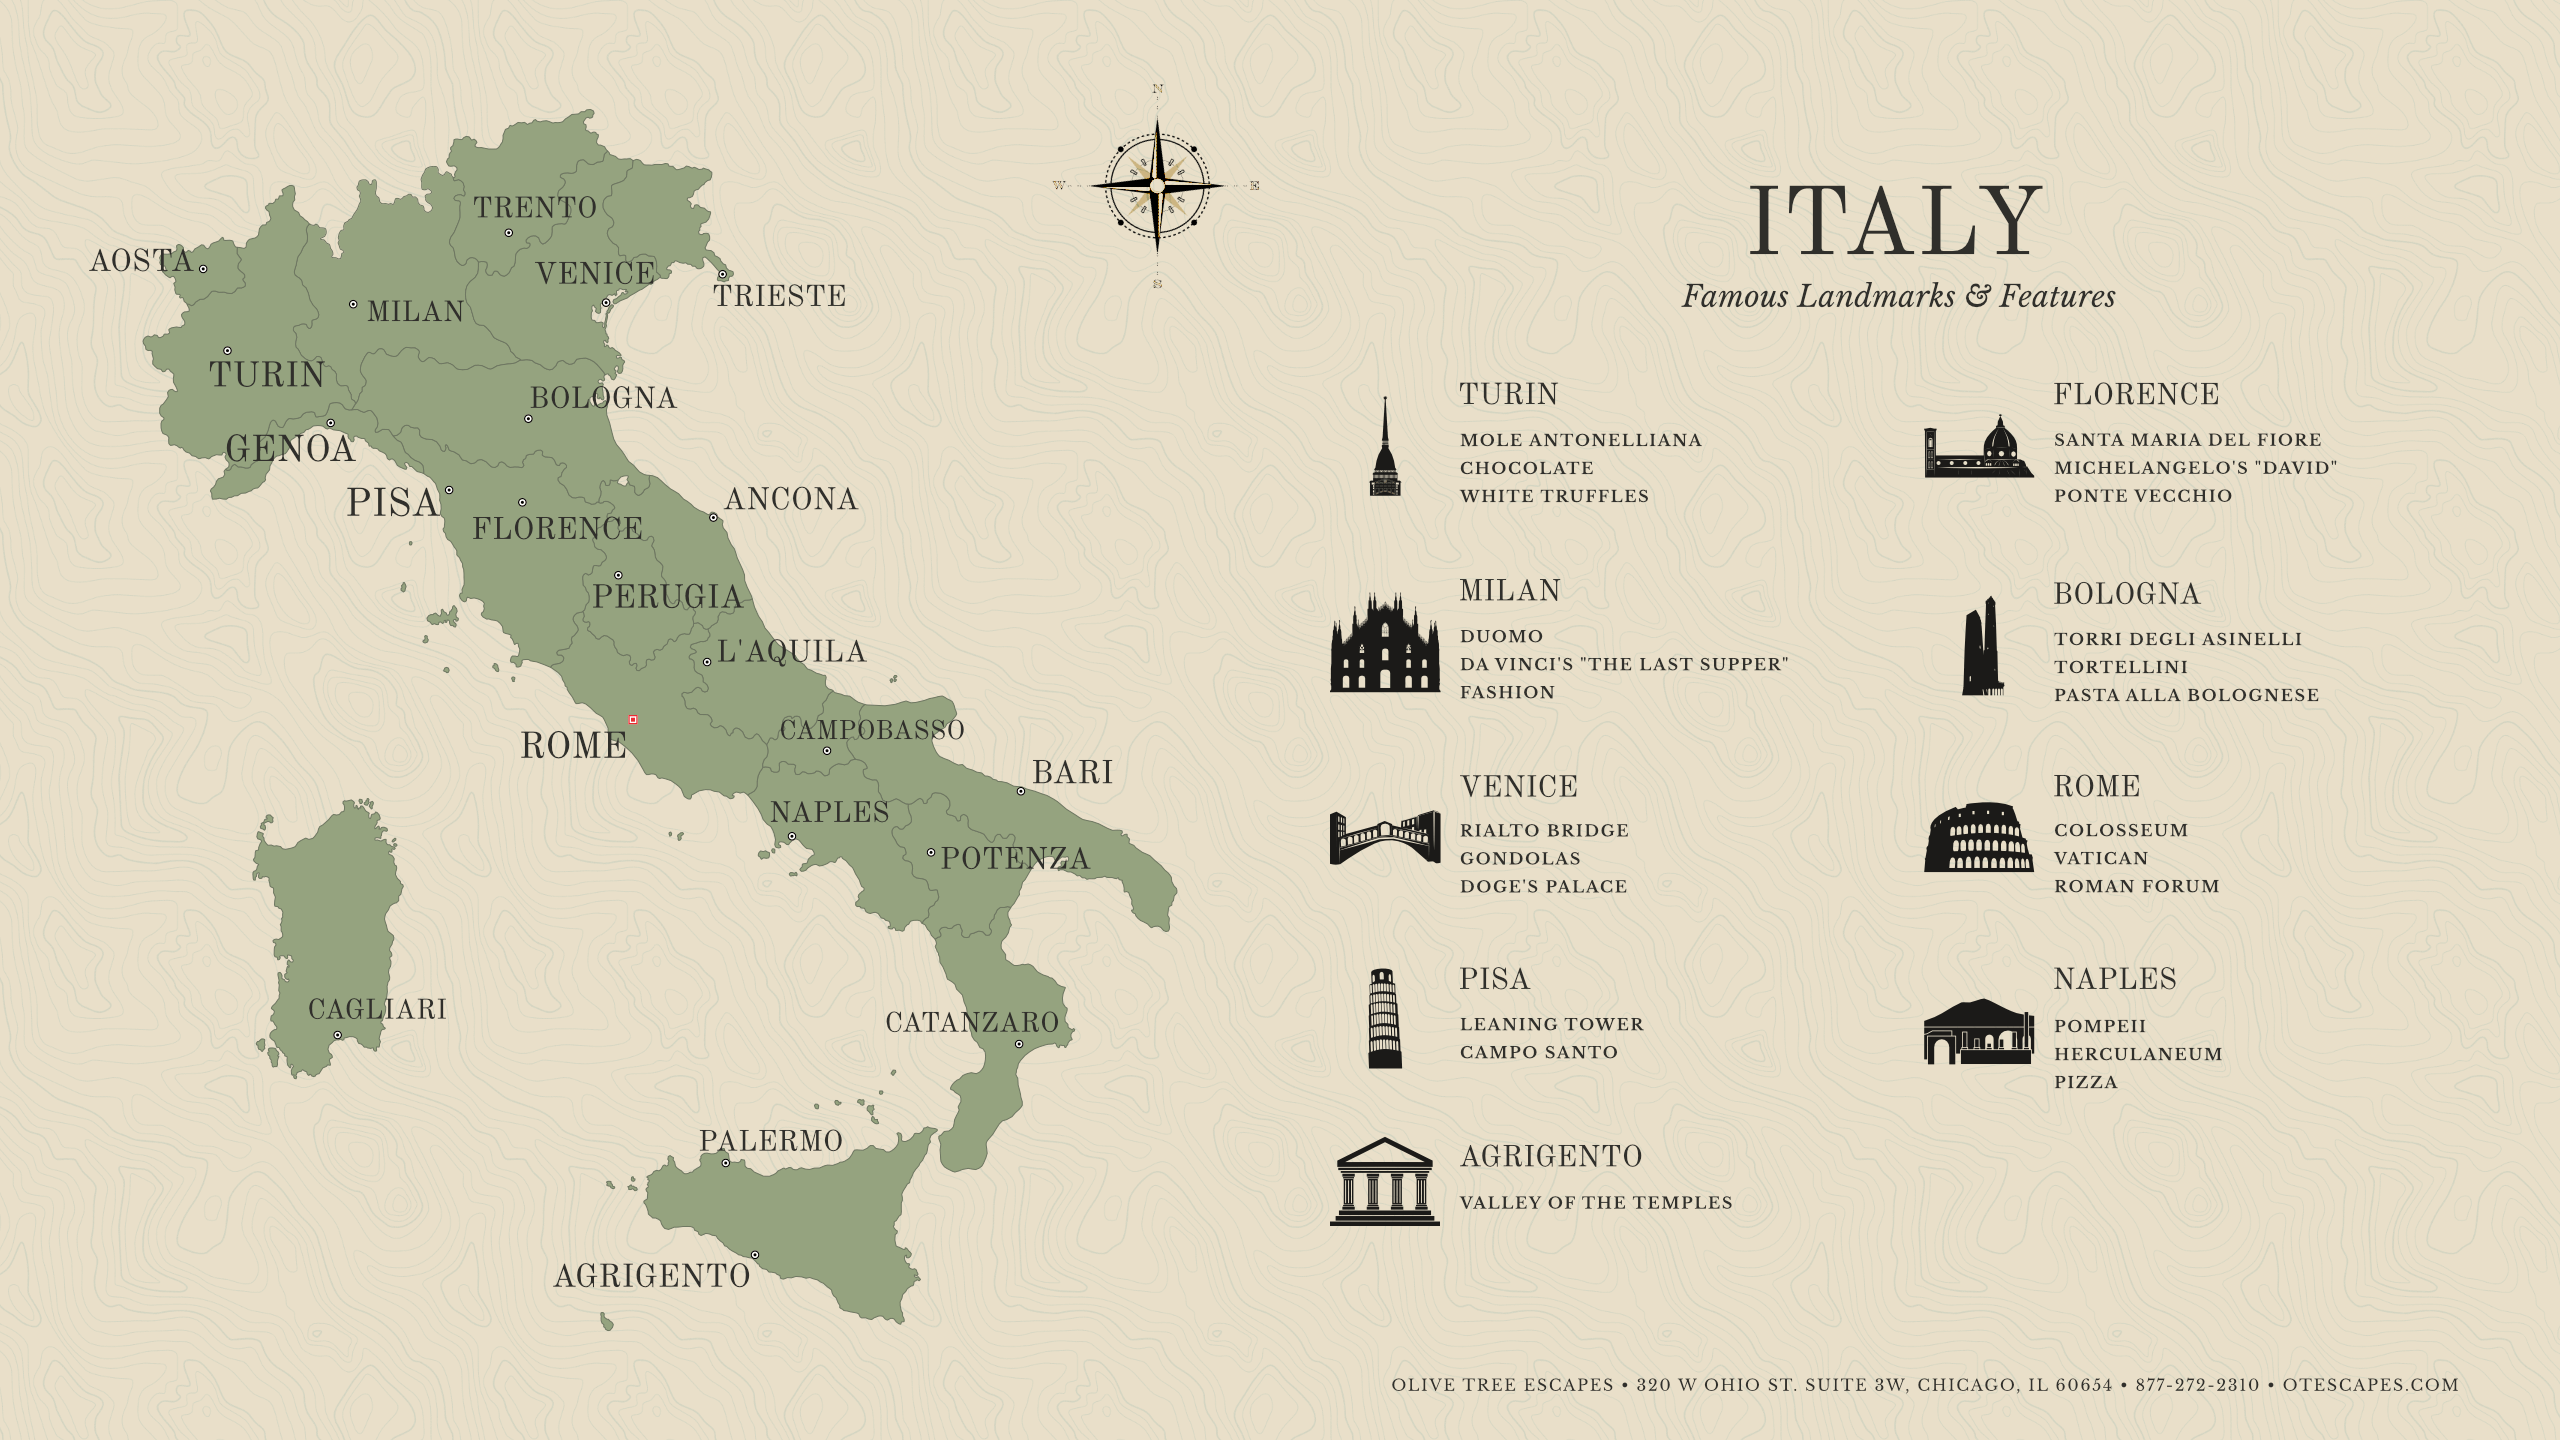 N
W
E
S
TRENTO
AOSTA
VENICE
TRIESTE
MILAN
TURIN
BOLOGNA
GENOA
PISA
ANCONA
FLORENCE
PERUGIA
L'AQUILA
CAMPOBASSO
ROME
BARI
NAPLES
POTENZA
CAGLIARI
CATANZARO
PALERMO
AGRIGENTO
ITALY
Famous Landmarks & Features
TURIN
MOLE ANTONELLIANA
CHOCOLATE
WHITE TRUFFLES
MILAN
DUOMO
DA VINCI'S "THE LAST SUPPER"
FASHION
VENICE
RIALTO BRIDGE
GONDOLAS
DOGE'S PALACE
PISA
LEANING TOWER
CAMPO SANTO
AGRIGENTO
VALLEY OF THE TEMPLES
FLORENCE
SANTA MARIA DEL FIORE
MICHELANGELO'S "DAVID"
PONTE VECCHIO
BOLOGNA
TORRI DEGLI ASINELLI
TORTELLINI
PASTA ALLA BOLOGNESE
ROME
COLOSSEUM
VATICAN
ROMAN FORUM
NAPLES
POMPEII
HERCULANEUM
PIZZA
OLIVE TREE ESCAPES • 320 W OHIO ST. SUITE 3W, CHICAGO, IL 60654 • 877-272-2310 • OTESCAPES.COM